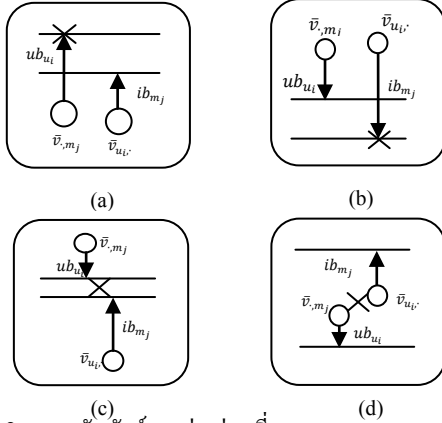 ub_{u_i}
ib_{m_j}
v̄_{·,m_j}
v̄_{u_i,·}
(a)
v̄_{·,m_j}
v̄_{u_i,·}
ub_{u_i}
ib_{m_j}
(b)
v̄_{·,m_j}
ub_{u_i}
ib_{m_j}
v̄_{u_i,·}
(c)
ib_{m_j}
v̄_{·,m_j}
v̄_{u_i,·}
ub_{u_i}
(d)